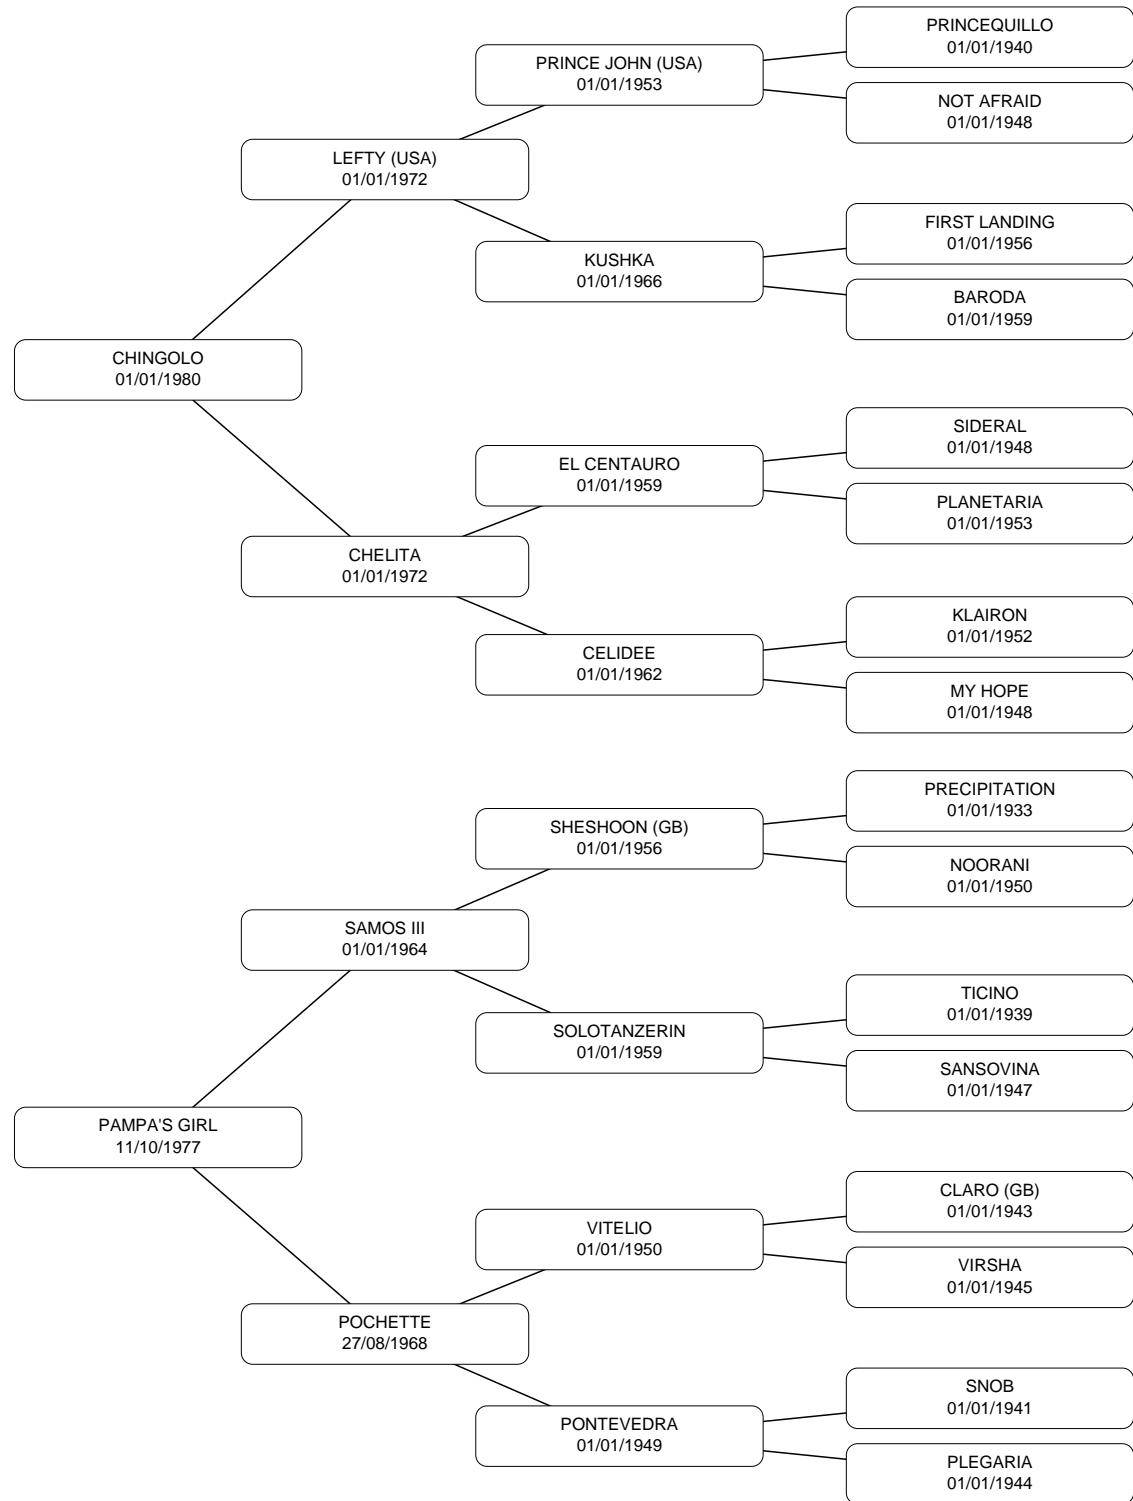 PRINCEQUILLO
01/01/1940
PRINCE JOHN (USA)
01/01/1953
NOT AFRAID
01/01/1948
LEFTY (USA)
01/01/1972
FIRST LANDING
01/01/1956
KUSHKA
01/01/1966
BARODA
01/01/1959
CHINGOLO
01/01/1980
SIDERAL
01/01/1948
EL CENTAURO
01/01/1959
PLANETARIA
01/01/1953
CHELITA
01/01/1972
KLAIRON
01/01/1952
CELIDEE
01/01/1962
MY HOPE
01/01/1948
PRECIPITATION
01/01/1933
SHESHOON (GB)
01/01/1956
NOORANI
01/01/1950
SAMOS III
01/01/1964
TICINO
01/01/1939
SOLOTANZERIN
01/01/1959
SANSOVINA
01/01/1947
PAMPA'S GIRL
11/10/1977
CLARO (GB)
01/01/1943
VITELIO
01/01/1950
VIRSHA
01/01/1945
POCHETTE
27/08/1968
SNOB
01/01/1941
PONTEVEDRA
01/01/1949
PLEGARIA
01/01/1944